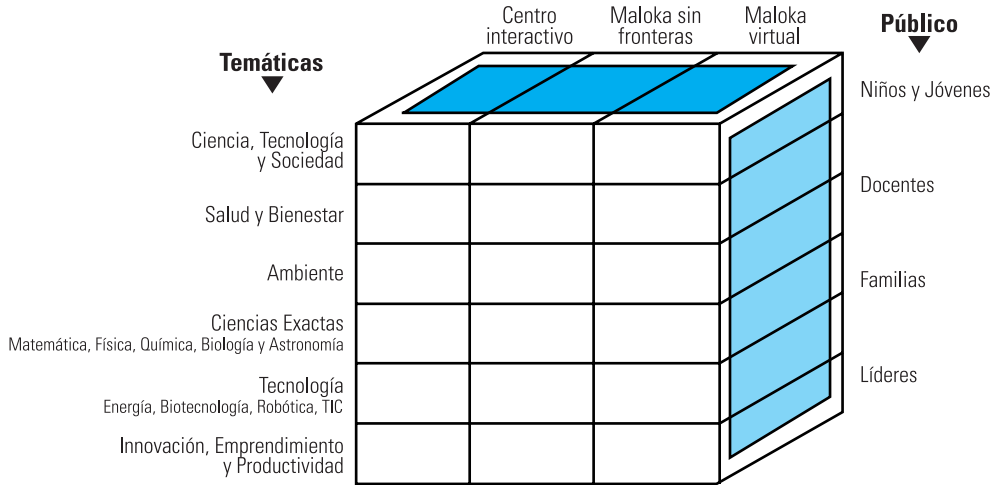 Centro
interactivo
Maloka sin
fronteras
Maloka
virtual
Público
Temáticas
Niños y Jóvenes
Docentes
Familias
Líderes
Ciencia, Tecnología
y Sociedad
Salud y Bienestar
Ambiente
Ciencias Exactas
Matemática, Física, Química, Biología y Astronomía
Tecnología
Energía, Biotecnología, Robótica, TIC
Innovación, Emprendimiento
y Productividad